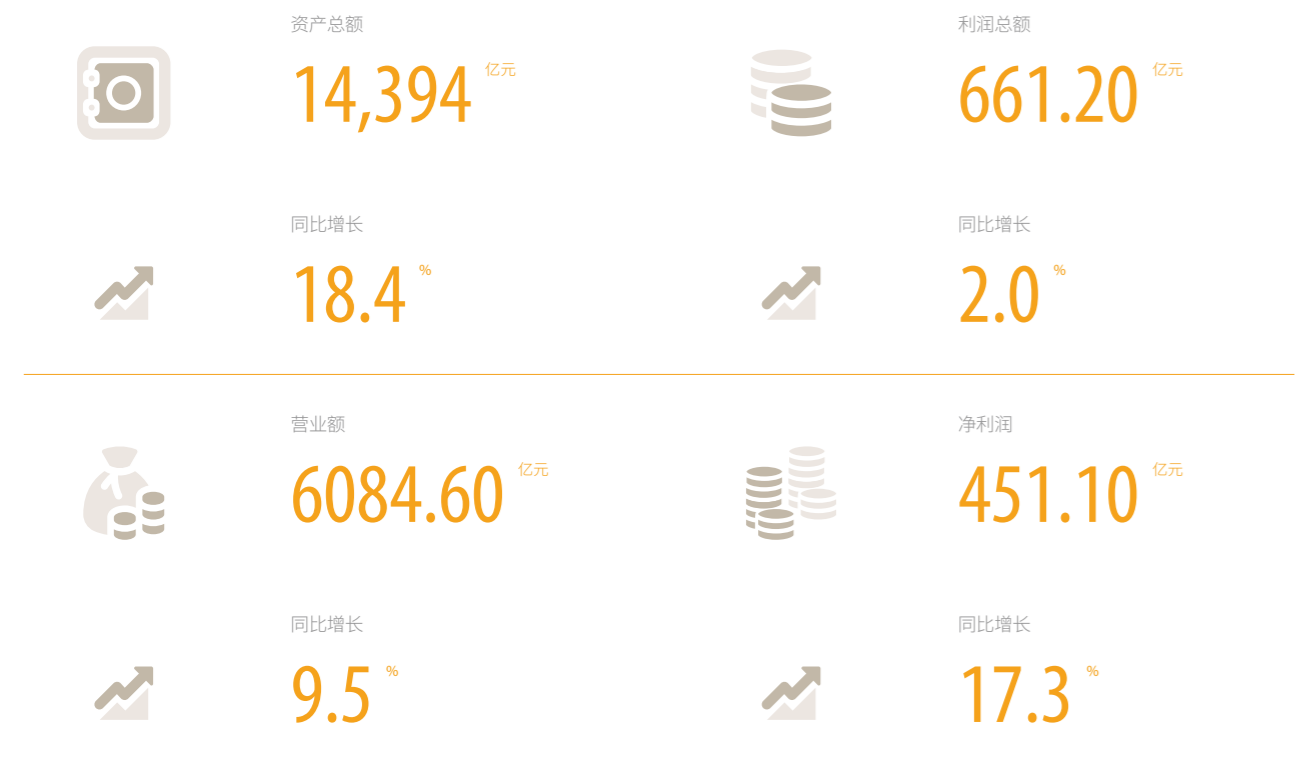 资产总额
14,394 亿元
利润总额
661.20 亿元
同比增长
18.4 %
同比增长
2.0 %
营业额
6084.60 亿元
净利润
451.10 亿元
同比增长
9.5 %
同比增长
17.3 %